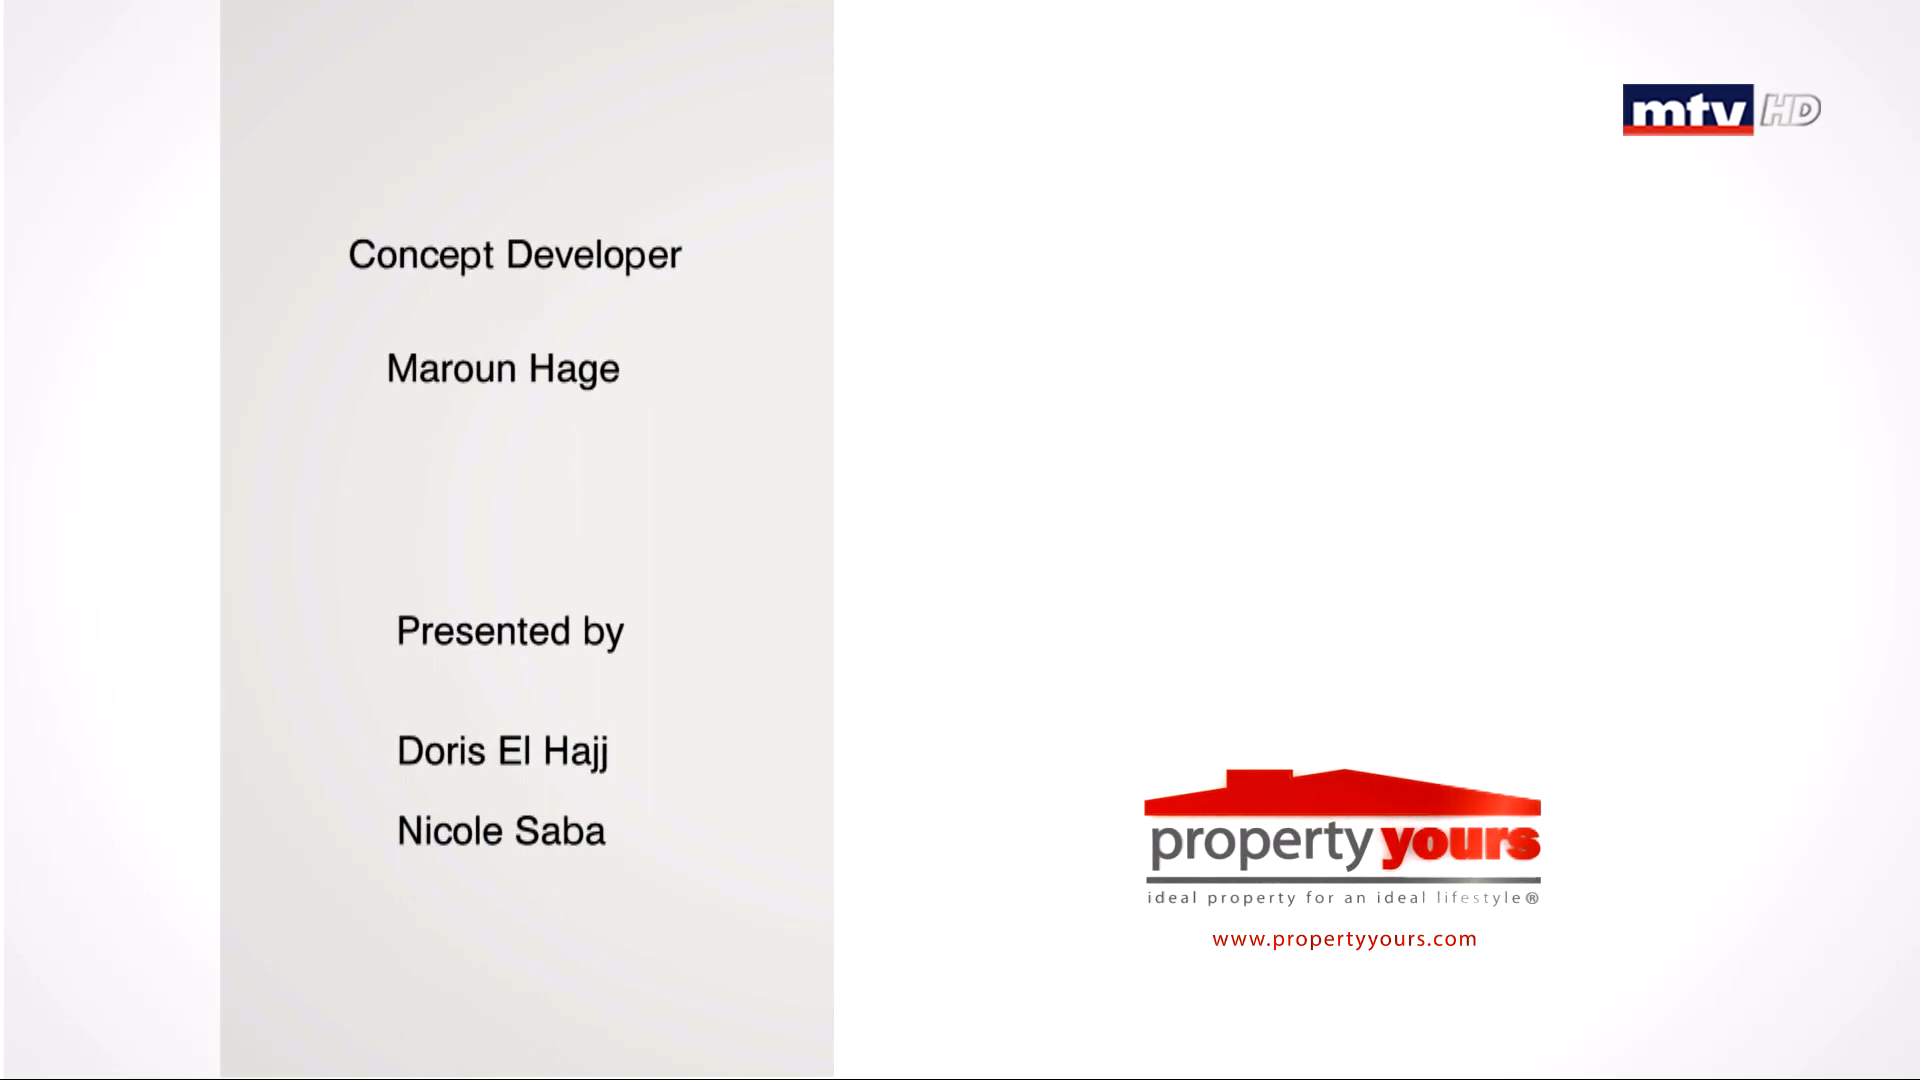 mtv HD
Concept Developer
Maroun Hage
Presented by
Doris El Hajj
Nicole Saba
property yours
ideal property for an ideal lifestyle®
www.propertyyours.com